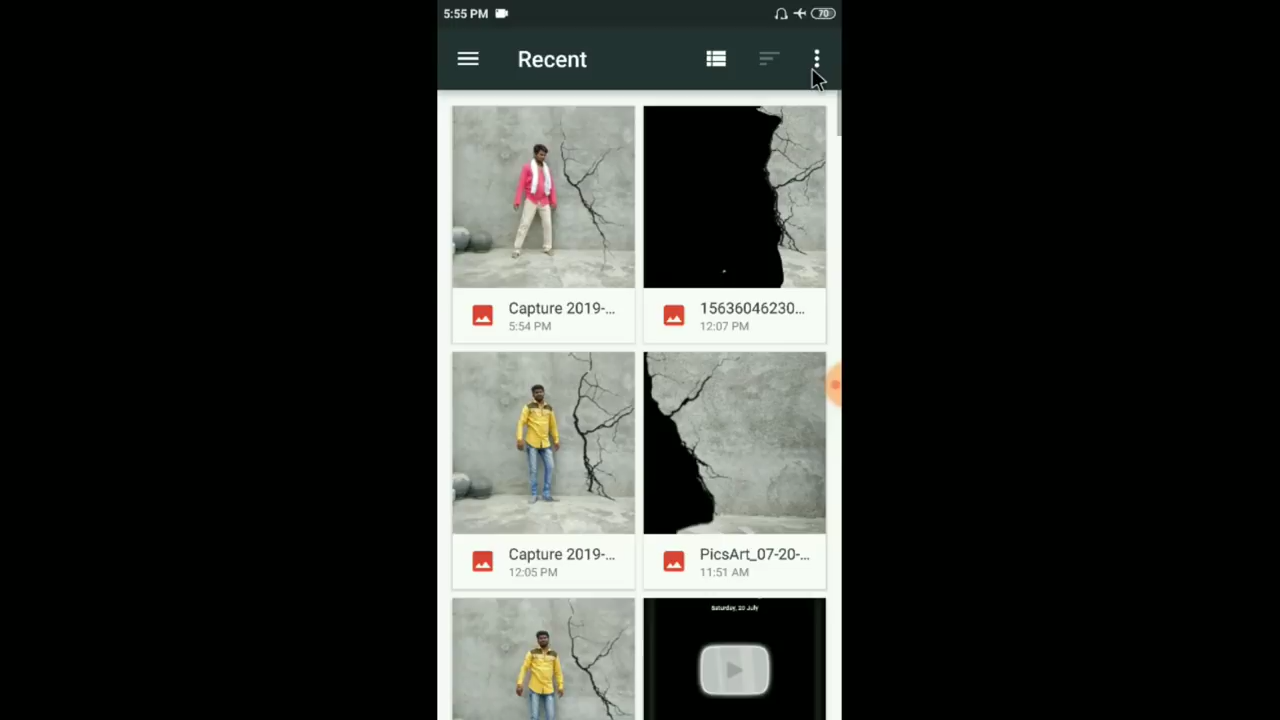 5:55 PM
70
Recent
Capture 2019-...
5:54 PM
15636046230...
12:07 PM
Capture 2019-...
12:05 PM
PicsArt_07-20-...
11:51 AM
Saturday, 20 July